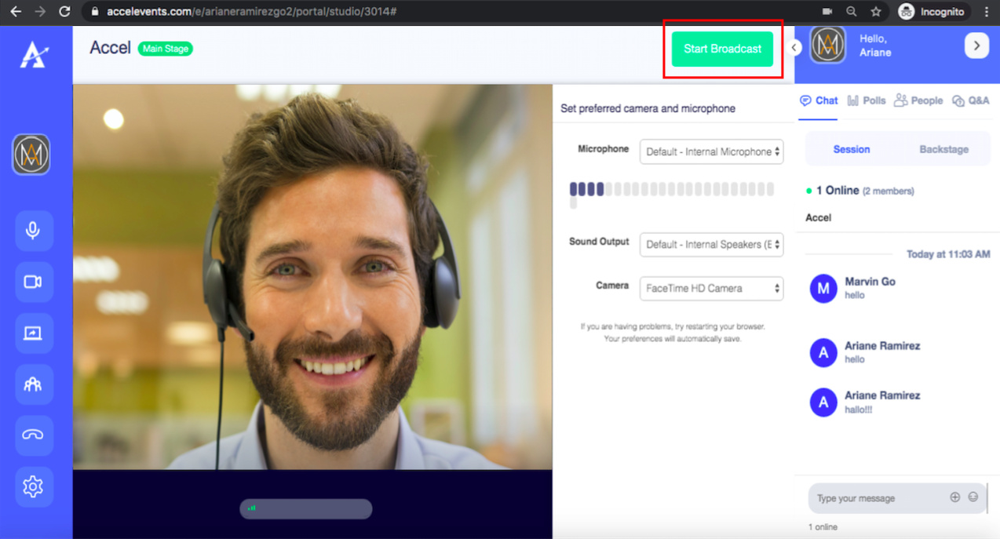 accelevents.com/e/arianeramirezgo2/portal/studio/3014#
Incognito
Accel
Main Stage
Start Broadcast
Hello,
Ariane
Set preferred camera and microphone
Microphone
Default - Internal Microphone
Sound Output
Default - Internal Speakers (E
Camera
FaceTime HD Camera
If you are having problems, try restarting your browser.
Your preferences will automatically save.
Chat
Polls
People
Q&A
Session
Backstage
1 Online (2 members)
Accel
Today at 11:03 AM
M
Marvin Go
hello
A
Ariane Ramirez
hello
A
Ariane Ramirez
hallo!!!
Type your message
1 online